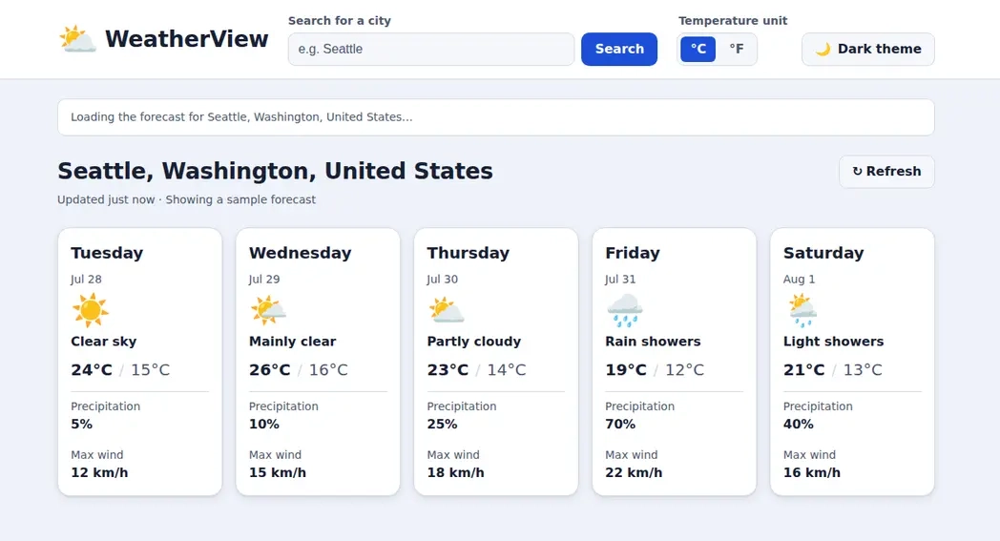 WeatherView
Search for a city
e.g. Seattle
Search
Temperature unit
°C °F
Dark theme
Loading the forecast for Seattle, Washington, United States…
Seattle, Washington, United States
↻ Refresh
Updated just now · Showing a sample forecast
Tuesday
Jul 28
Clear sky
24°C / 15°C
Precipitation
5%
Max wind
12 km/h
Wednesday
Jul 29
Mainly clear
26°C / 16°C
Precipitation
10%
Max wind
15 km/h
Thursday
Jul 30
Partly cloudy
23°C / 14°C
Precipitation
25%
Max wind
18 km/h
Friday
Jul 31
Rain showers
19°C / 12°C
Precipitation
70%
Max wind
22 km/h
Saturday
Aug 1
Light showers
21°C / 13°C
Precipitation
40%
Max wind
16 km/h